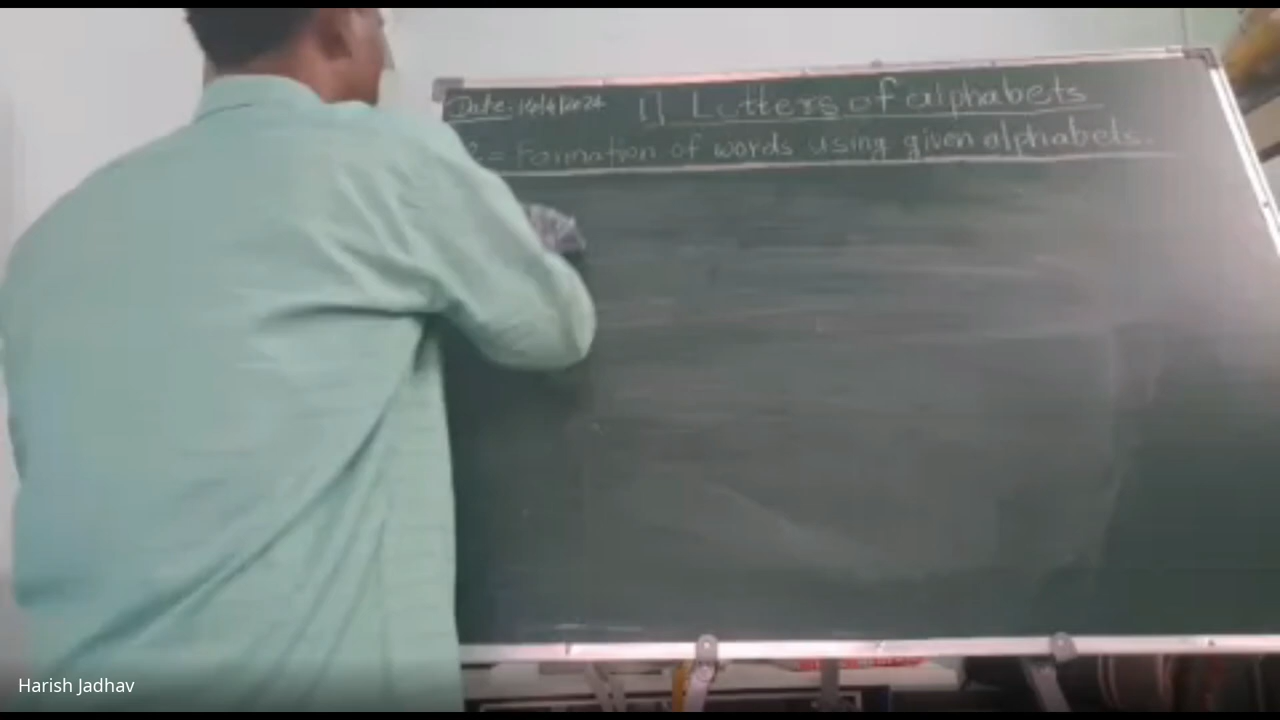 Date: 16/4/2024 1] Letters of alphabets
= Formation of words using given alphabets.
Harish Jadhav